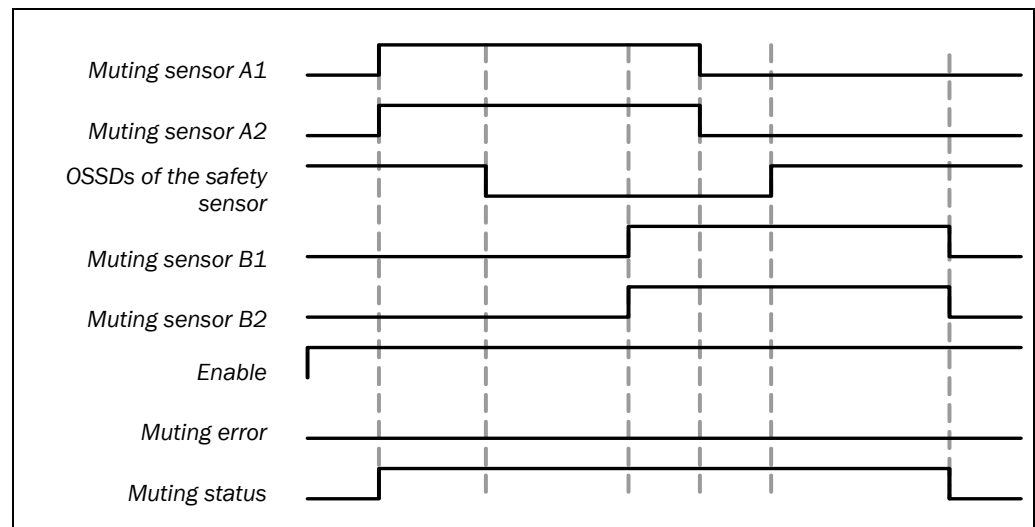 Muting sensor A1
Muting sensor A2
OSSDs of the safety
sensor
Muting sensor B1
Muting sensor B2
Enable
Muting error
Muting status